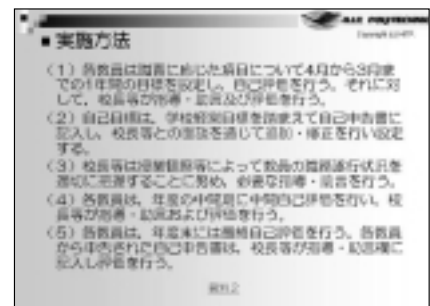 ■実施方法
(1)各教員は職責に応じた項目について4月から3月ま
での1年間の目標を設定し、自己評価を行う。それに対
して、校長等が指導・助言及び評価を行う。
(2)自己目標は、学校経営目標を踏まえて自己申告書に
記入し、校長等との面談を通じて追加・修正を行い設定
する。
(3)校長等は授業観察等によって教員の職務遂行状況を
適切に把握することに努め、必要な指導・助言を行う。
(4)各教員は、年度の中間期に中間自己評価を行い、校
長等が指導・助言および評価を行う。
(5)各教員は、年度末には最終自己評価を行う。各教員
から申告された自己申告書は、校長等が指導・助言欄に
記入し評価を行う。
資料2